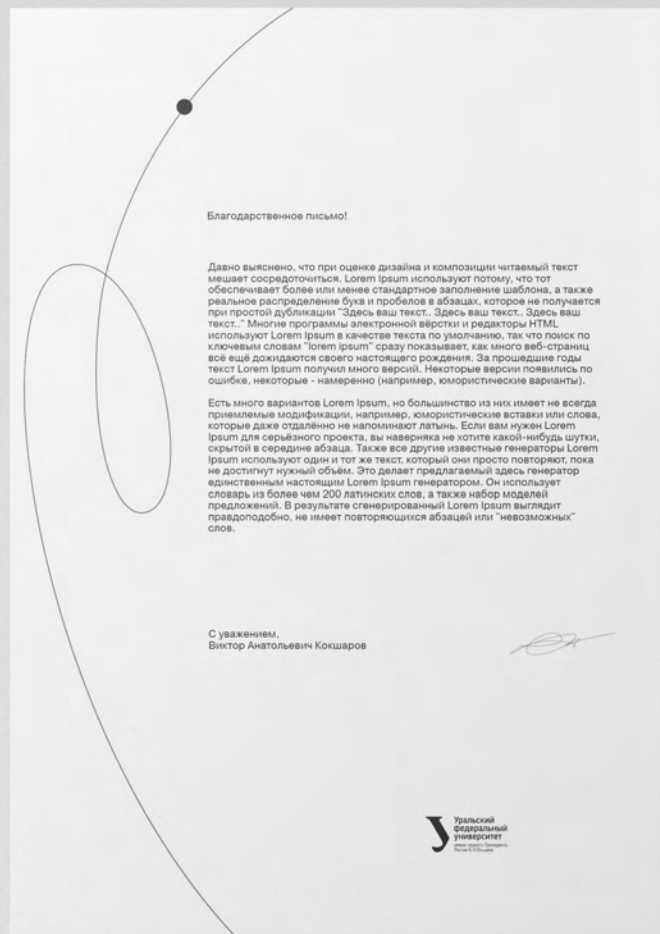 Благодарственное письмо!
Давно выяснено, что при оценке дизайна и композиции читаемый текст
мешает сосредоточиться. Lorem Ipsum используют потому, что тот
обеспечивает более или менее стандартное заполнение шаблона, а также
реальное распределение букв и пробелов в абзацах, которое не получается
при простой дубликации "Здесь ваш текст.. Здесь ваш текст.. Здесь ваш
текст.." Многие программы электронной вёрстки и редакторы HTML
используют Lorem Ipsum в качестве текста по умолчанию, так что поиск по
ключевым словам "lorem ipsum" сразу показывает, как много веб-страниц
всё ещё дожидаются своего настоящего рождения. За прошедшие годы
текст Lorem Ipsum получил много версий. Некоторые версии появились по
ошибке, некоторые - намеренно (например, юмористические варианты).
Есть много вариантов Lorem Ipsum, но большинство из них имеет не всегда
приемлемые модификации, например, юмористические вставки или слова,
которые даже отдалённо не напоминают латынь. Если вам нужен Lorem
Ipsum для серьёзного проекта, вы наверняка не хотите какой-нибудь шутки,
скрытой в середине абзаца. Также все другие известные генераторы Lorem
Ipsum используют один и тот же текст, который они просто повторяют, пока
не достигнут нужный объём. Это делает предлагаемый здесь генератор
единственным настоящим Lorem Ipsum генератором. Он использует
словарь из более чем 200 латинских слов, а также набор моделей
предложений. В результате сгенерированный Lorem Ipsum выглядит
правдоподобно, не имеет повторяющихся абзацей или "невозможных"
слов.
С уважением,
Виктор Анатольевич Кокшаров
Уральский
федеральный
университет
имени первого Президента
России Б.Н.Ельцина